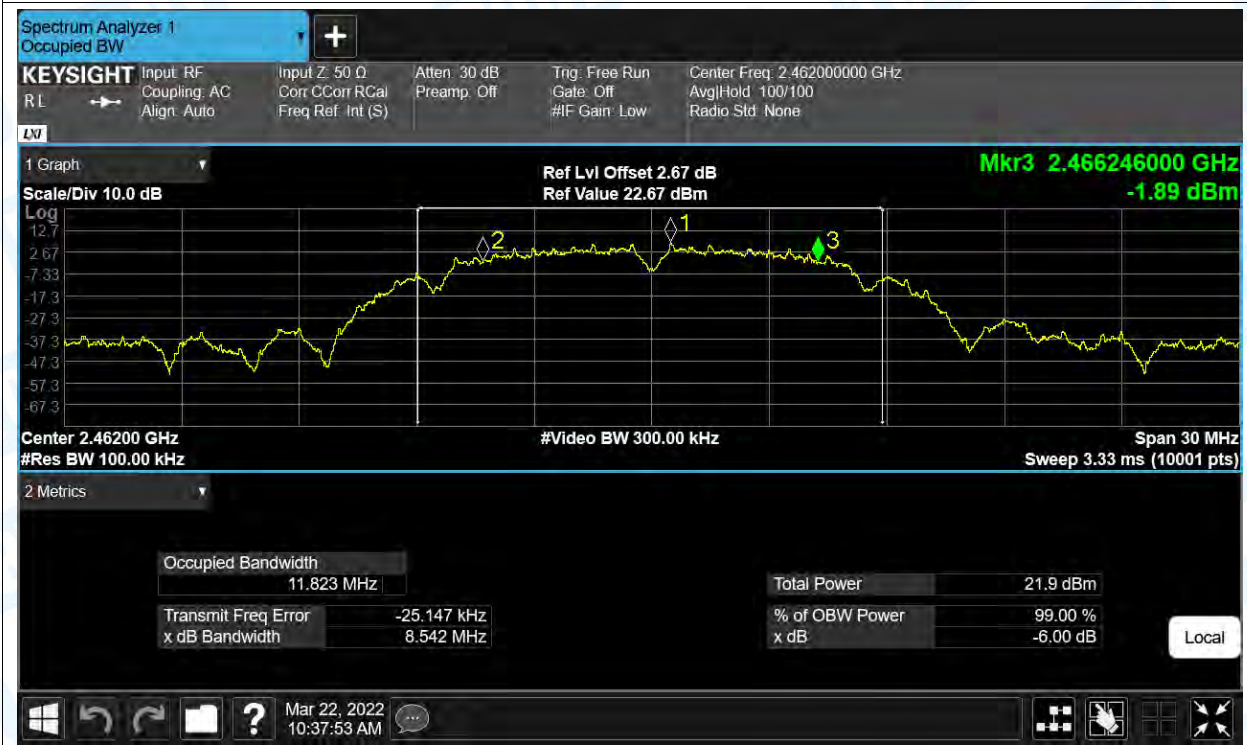 Spectrum Analyzer 1
Occupied BW
+
KEYSIGHT
R L
LXI
Input: RF
Coupling: AC
Align: Auto
Input Z: 50 Ω
Corr CCorr RCal
Freq Ref: Int (S)
Atten: 30 dB
Preamp: Off
Trig: Free Run
Gate: Off
#IF Gain: Low
Center Freq: 2.462000000 GHz
Avg|Hold: 100/100
Radio Std: None
1 Graph
Scale/Div 10.0 dB
Ref Lvl Offset 2.67 dB
Ref Value 22.67 dBm
Mkr3 2.466246000 GHz
-1.89 dBm
Log
12.7
2.67
-7.33
-17.3
-27.3
-37.3
-47.3
-57.3
-67.3
2
1
3
Center 2.46200 GHz
#Video BW 300.00 kHz
Span 30 MHz
#Res BW 100.00 kHz
Sweep 3.33 ms (10001 pts)
2 Metrics
Occupied Bandwidth
11.823 MHz
Transmit Freq Error -25.147 kHz
x dB Bandwidth 8.542 MHz
Total Power 21.9 dBm
% of OBW Power 99.00 %
x dB -6.00 dB
Local
?
Mar 22, 2022
10:37:53 AM